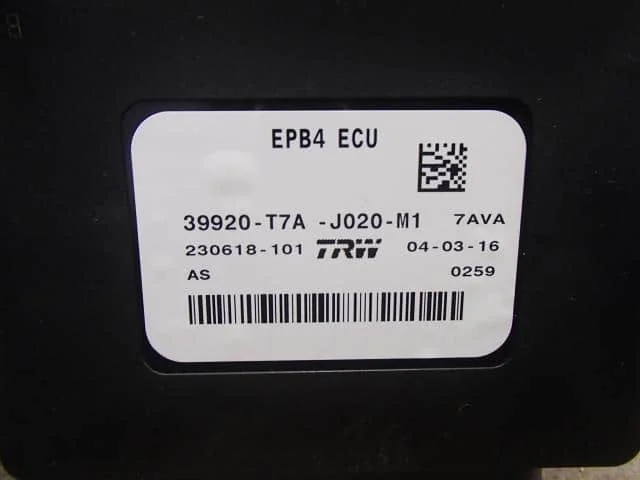 EPB4 ECU
39920-T7A -J020-M1 7AVA
230618-101 TRW 04-03-16
AS 0259